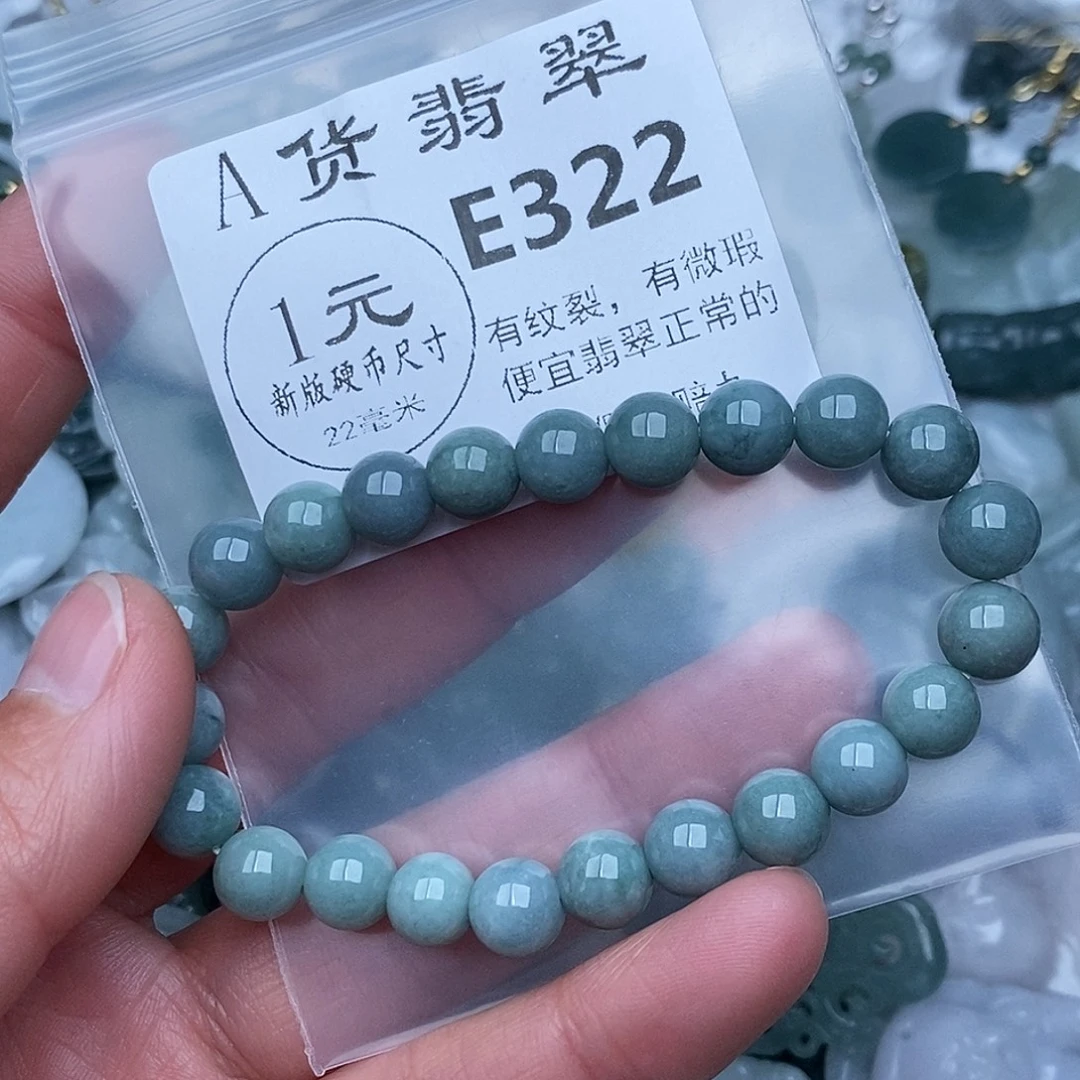 A货翡翠
E322
1元
新版硬币尺寸
22毫米
有纹裂，有微瑕
便宜翡翠正常的